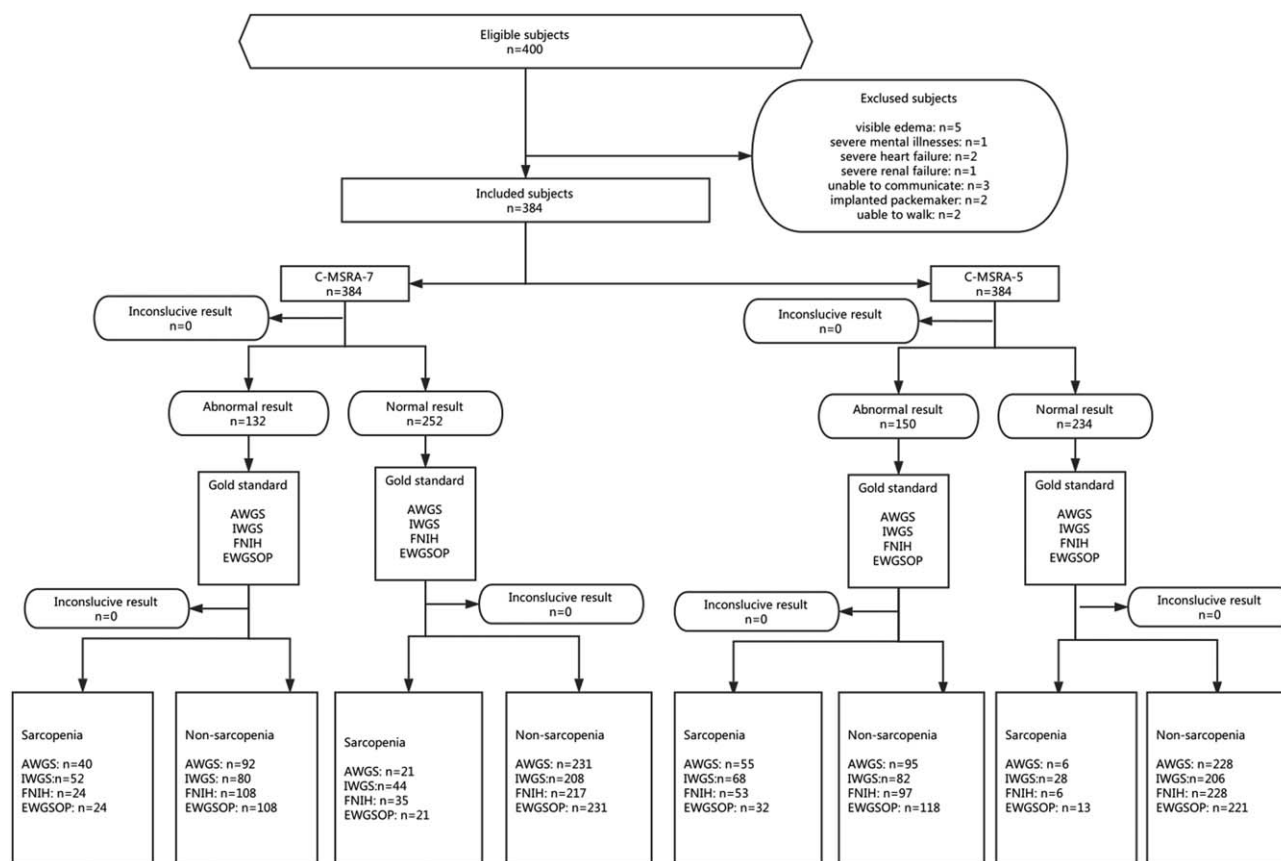 Eligible subjects
n=400
Exclused subjects
visible edema: n=5
severe mental illnesses: n=1
severe heart failure: n=2
severe renal failure: n=1
unable to communicate: n=3
implanted packemaker: n=2
uable to walk: n=2
Included subjects
n=384
C-MSRA-7
n=384
C-MSRA-5
n=384
Inconslucive result
n=0
Inconslucive result
n=0
Abnormal result
n=132
Normal result
n=252
Abnormal result
n=150
Normal result
n=234
Gold standard
AWGS
IWGS
FNIH
EWGSOP
Gold standard
AWGS
IWGS
FNIH
EWGSOP
Gold standard
AWGS
IWGS
FNIH
EWGSOP
Gold standard
AWGS
IWGS
FNIH
EWGSOP
Inconslucive result
n=0
Inconslucive result
n=0
Inconslucive result
n=0
Inconslucive result
n=0
Sarcopenia
AWGS: n=40
IWGS:n=52
FNIH: n=24
EWGSOP: n=24
Non-sarcopenia
AWGS: n=92
IWGS: n=80
FNIH: n=108
EWGSOP: n=108
Sarcopenia
AWGS: n=21
IWGS:n=44
FNIH: n=35
EWGSOP: n=21
Non-sarcopenia
AWGS: n=231
IWGS: n=208
FNIH: n=217
EWGSOP: n=231
Sarcopenia
AWGS: n=55
IWGS:n=68
FNIH: n=53
EWGSOP: n=32
Non-sarcopenia
AWGS: n=95
IWGS: n=82
FNIH: n=97
EWGSOP: n=118
Sarcopenia
AWGS: n=6
IWGS: n=28
FNIH: n=6
EWGSOP: n=13
Non-sarcopenia
AWGS: n=228
IWGS: n=206
FNIH: n=228
EWGSOP: n=221